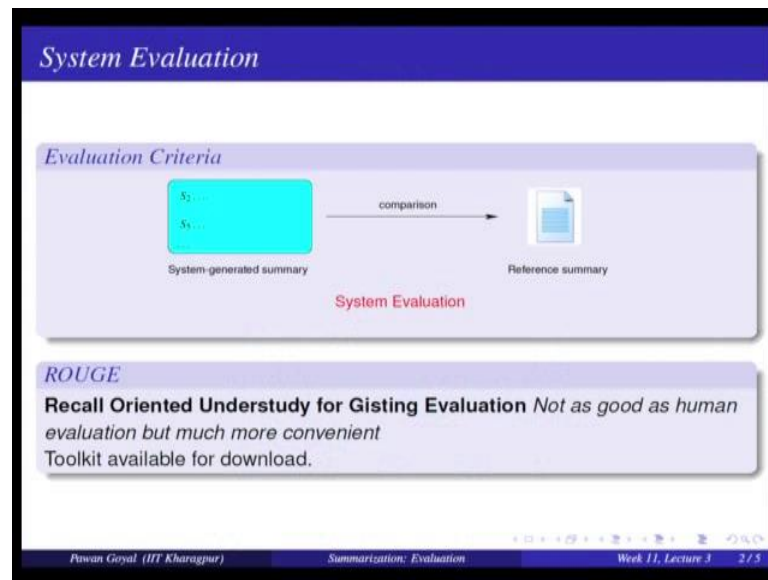 System Evaluation
Evaluation Criteria
S2 ....
S5 ...
...
comparison
System-generated summary
Reference summary
System Evaluation
ROUGE
Recall Oriented Understudy for Gisting Evaluation Not as good as human
evaluation but much more convenient
Toolkit available for download.
Pawan Goyal (IIT Kharagpur)
Summarization: Evaluation
Week 11, Lecture 3
2 / 5